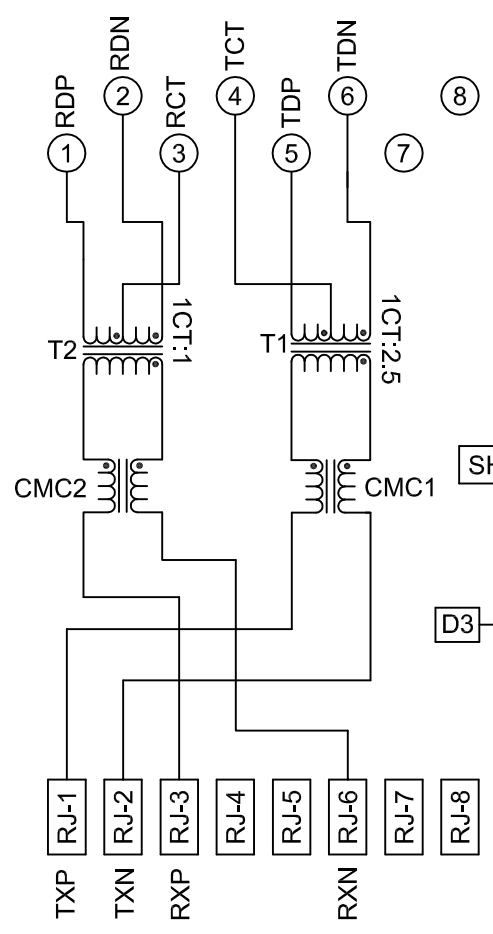 RDP
RDN
RCT
TCT
TDP
TDN
1
2
3
4
5
6
7
8
T2
1CT:1
T1
1CT:2.5
CMC2
CMC1
SH
D3
RJ-1
RJ-2
RJ-3
RJ-4
RJ-5
RJ-6
RJ-7
RJ-8
TXP
TXN
RXP
RXN